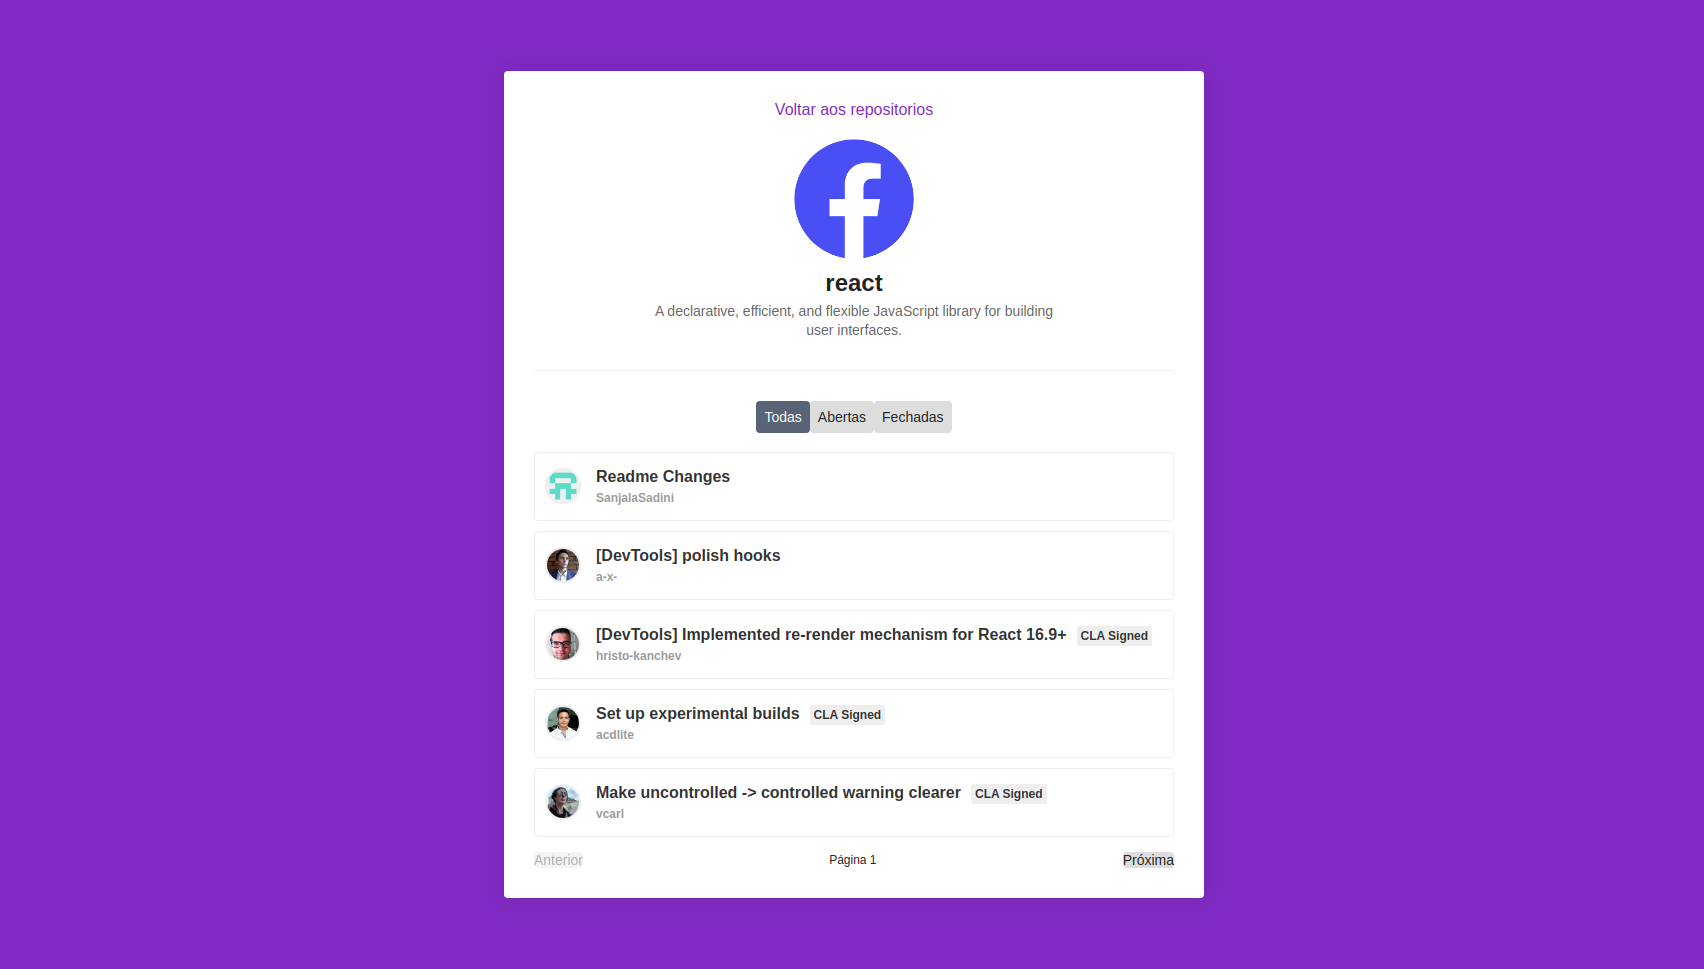 Voltar aos repositorios
react
A declarative, efficient, and flexible JavaScript library for building
user interfaces.
Todas Abertas Fechadas
Readme Changes
SanjalaSadini
[DevTools] polish hooks
a-x-
[DevTools] Implemented re-render mechanism for React 16.9+ CLA Signed
hristo-kanchev
Set up experimental builds CLA Signed
acdlite
Make uncontrolled -> controlled warning clearer CLA Signed
vcarl
Anterior Página 1 Próxima